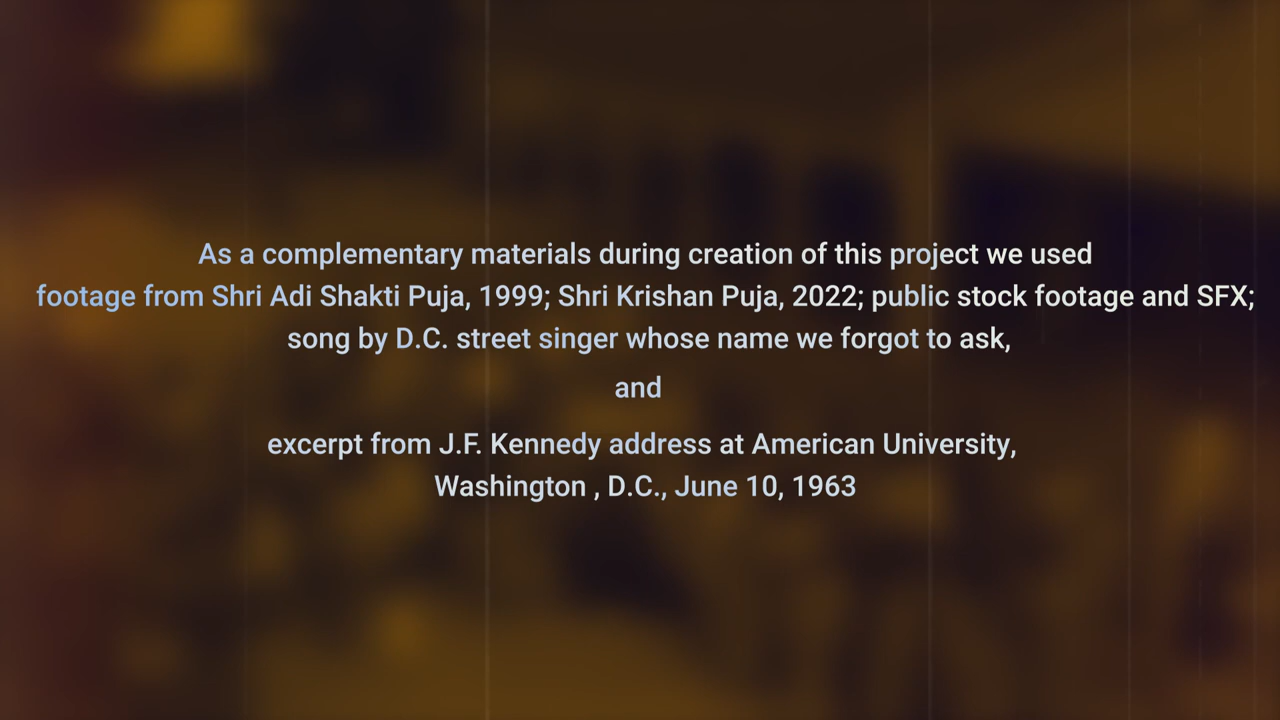 As a complementary materials during creation of this project we used
footage from Shri Adi Shakti Puja, 1999; Shri Krishan Puja, 2022; public stock footage and SFX;
song by D.C. street singer whose name we forgot to ask,
and
excerpt from J.F. Kennedy address at American University,
Washington , D.C., June 10, 1963